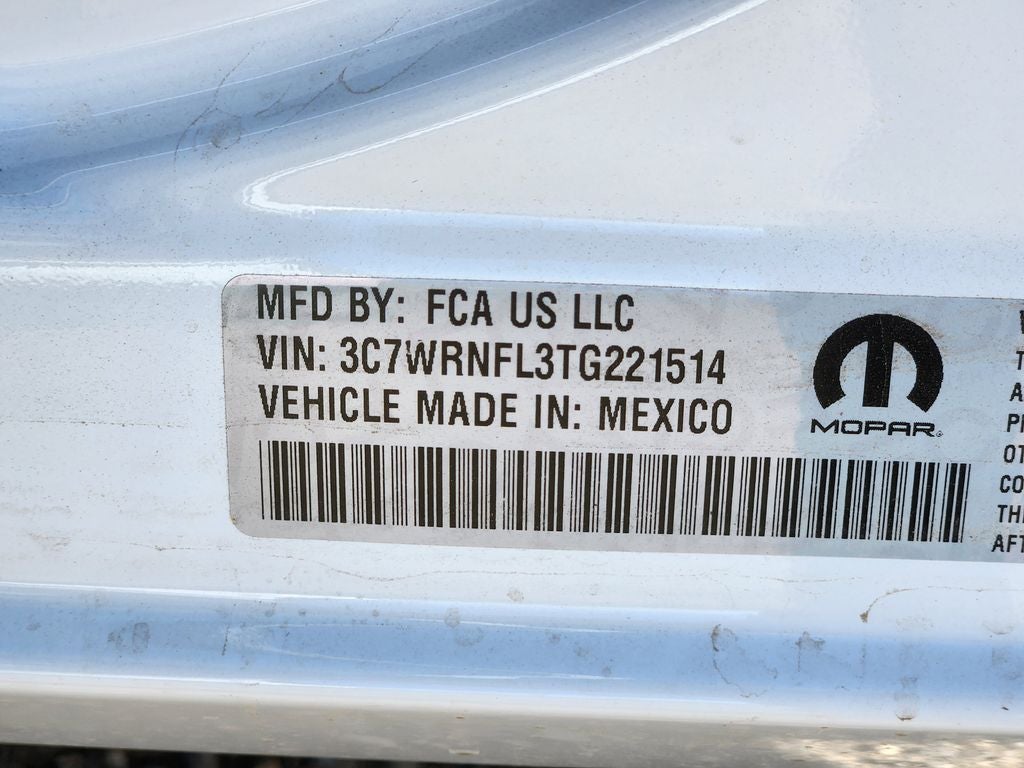 MFD BY: FCA US LLC
VIN: 3C7WRNFL3TG221514
VEHICLE MADE IN: MEXICO
MOPAR®